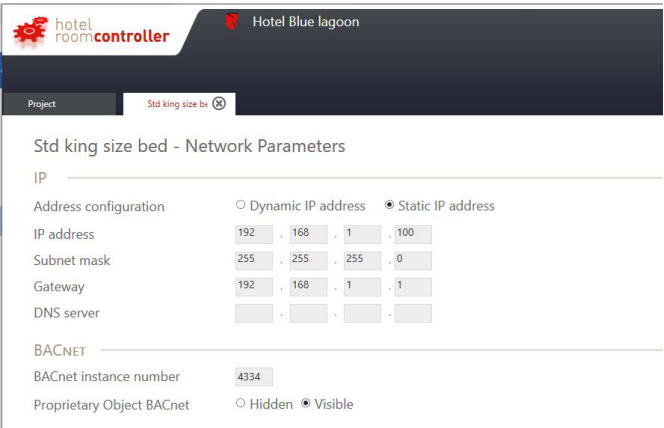 hotel
roomcontroller
Hotel Blue lagoon
Project
Std king size be
Std king size bed - Network Parameters
IP
Address configuration Dynamic IP address Static IP address
IP address 192 . 168 . 1 . 100
Subnet mask 255 . 255 . 255 . 0
Gateway 192 . 168 . 1 . 1
DNS server . . .
BACNET
BACnet instance number 4334
Proprietary Object BACnet Hidden Visible